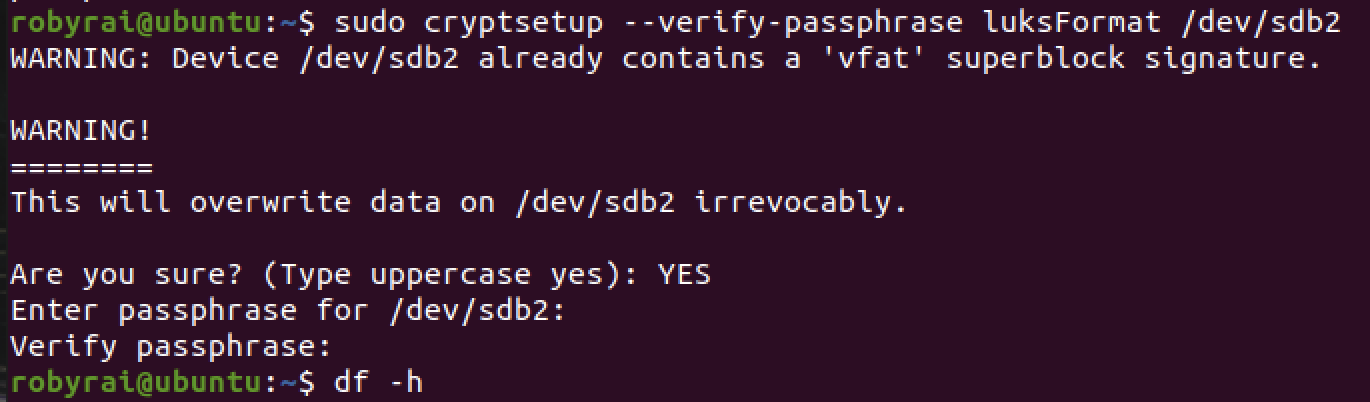 robyrai@ubuntu:~$ sudo cryptsetup --verify-passphrase luksFormat /dev/sdb2
WARNING: Device /dev/sdb2 already contains a 'vfat' superblock signature.
WARNING!
========
This will overwrite data on /dev/sdb2 irrevocably.
Are you sure? (Type uppercase yes): YES
Enter passphrase for /dev/sdb2:
Verify passphrase:
robyrai@ubuntu:~$ df -h